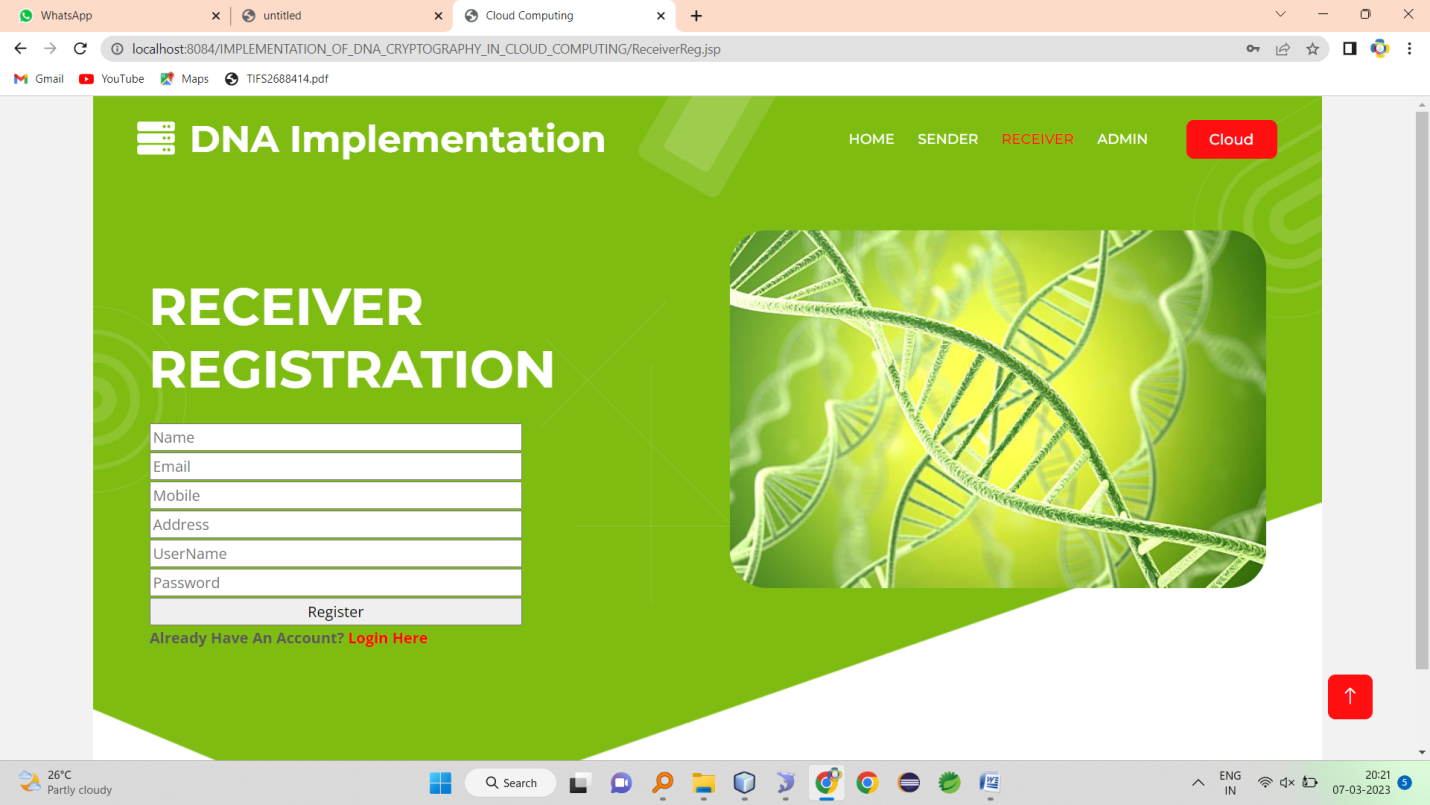 WhatsApp
untitled
Cloud Computing
localhost:8084/IMPLEMENTATION_OF_DNA_CRYPTOGRAPHY_IN_CLOUD_COMPUTING/ReceiverReg.jsp
Gmail YouTube Maps TIFS2688414.pdf
DNA Implementation
HOME SENDER RECEIVER ADMIN Cloud
RECEIVER
REGISTRATION
Name
Email
Mobile
Address
UserName
Password
Register
Already Have An Account? Login Here
26°C
Partly cloudy
Search
ENG
IN
20:21
07-03-2023
5